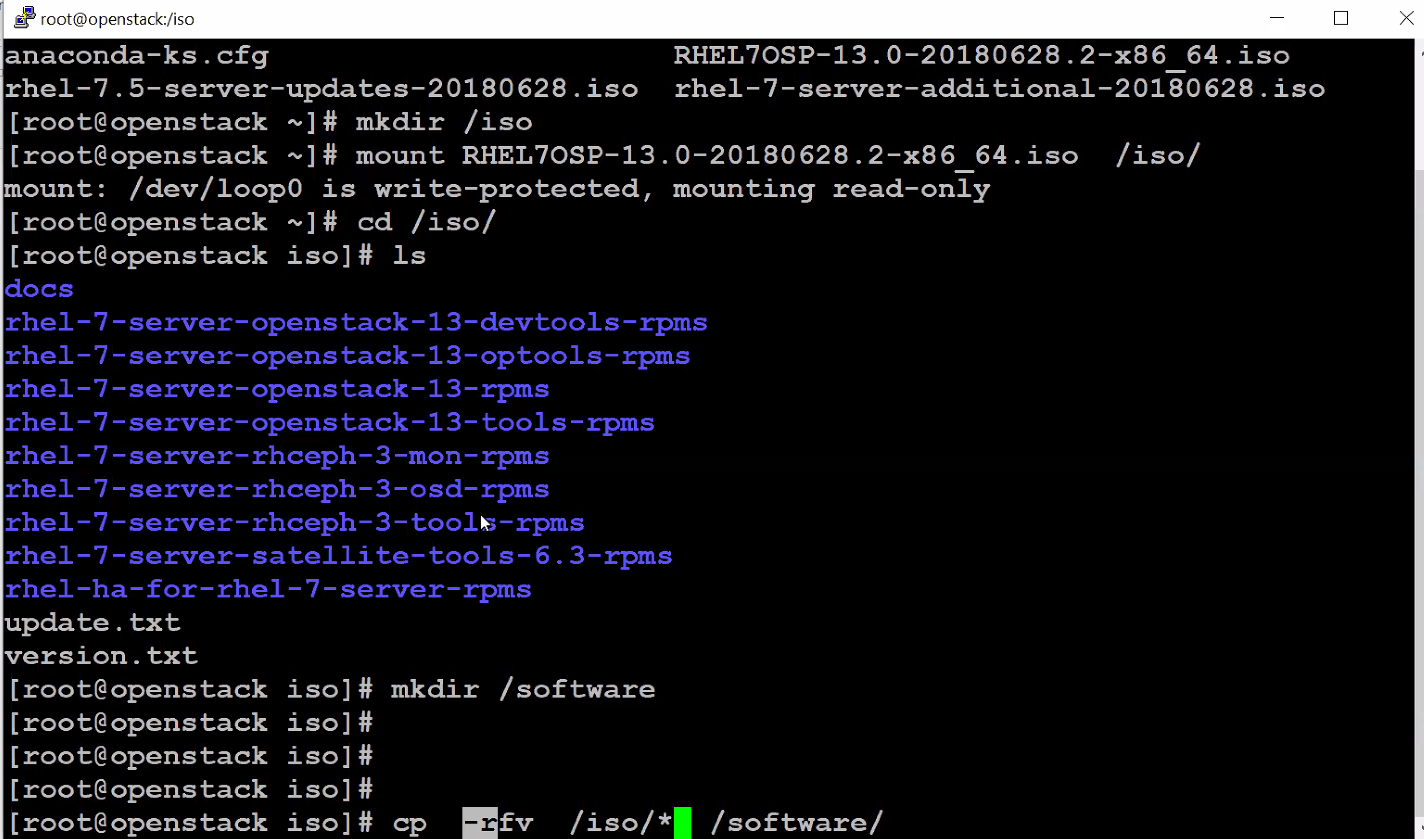 root@openstack:/iso
anaconda-ks.cfg RHEL7OSP-13.0-20180628.2-x86_64.iso
rhel-7.5-server-updates-20180628.iso rhel-7-server-additional-20180628.iso
[root@openstack ~]# mkdir /iso
[root@openstack ~]# mount RHEL7OSP-13.0-20180628.2-x86_64.iso /iso/
mount: /dev/loop0 is write-protected, mounting read-only
[root@openstack ~]# cd /iso/
[root@openstack iso]# ls
docs
rhel-7-server-openstack-13-devtools-rpms
rhel-7-server-openstack-13-optools-rpms
rhel-7-server-openstack-13-rpms
rhel-7-server-openstack-13-tools-rpms
rhel-7-server-rhceph-3-mon-rpms
rhel-7-server-rhceph-3-osd-rpms
rhel-7-server-rhceph-3-tools-rpms
rhel-7-server-satellite-tools-6.3-rpms
rhel-ha-for-rhel-7-server-rpms
update.txt
version.txt
[root@openstack iso]# mkdir /software
[root@openstack iso]#
[root@openstack iso]#
[root@openstack iso]#
[root@openstack iso]# cp -rfv /iso/* /software/